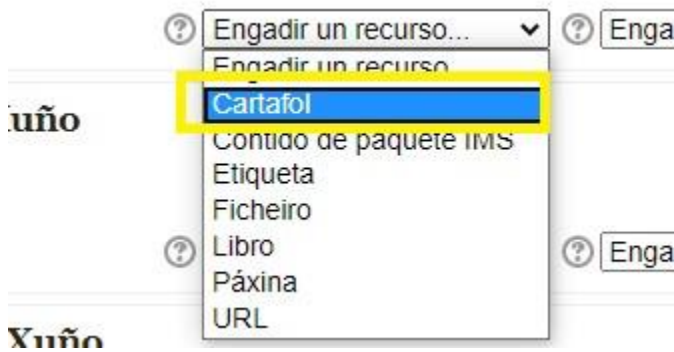 ? Engadir un recurso... ? Enga
Engadir un recurso
uño Cartafol
Contido de paquete IMS
Etiqueta
Ficheiro
? Libro ? Enga
Páxina
URL
Xuño